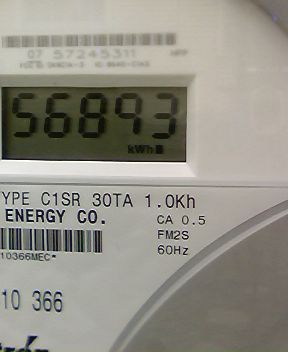 07 57245311
56893
kWh
YPE C1SR 30TA 1.0Kh
ENERGY CO.
CA 0.5
FM2S
60Hz
10366MEC*
10 366